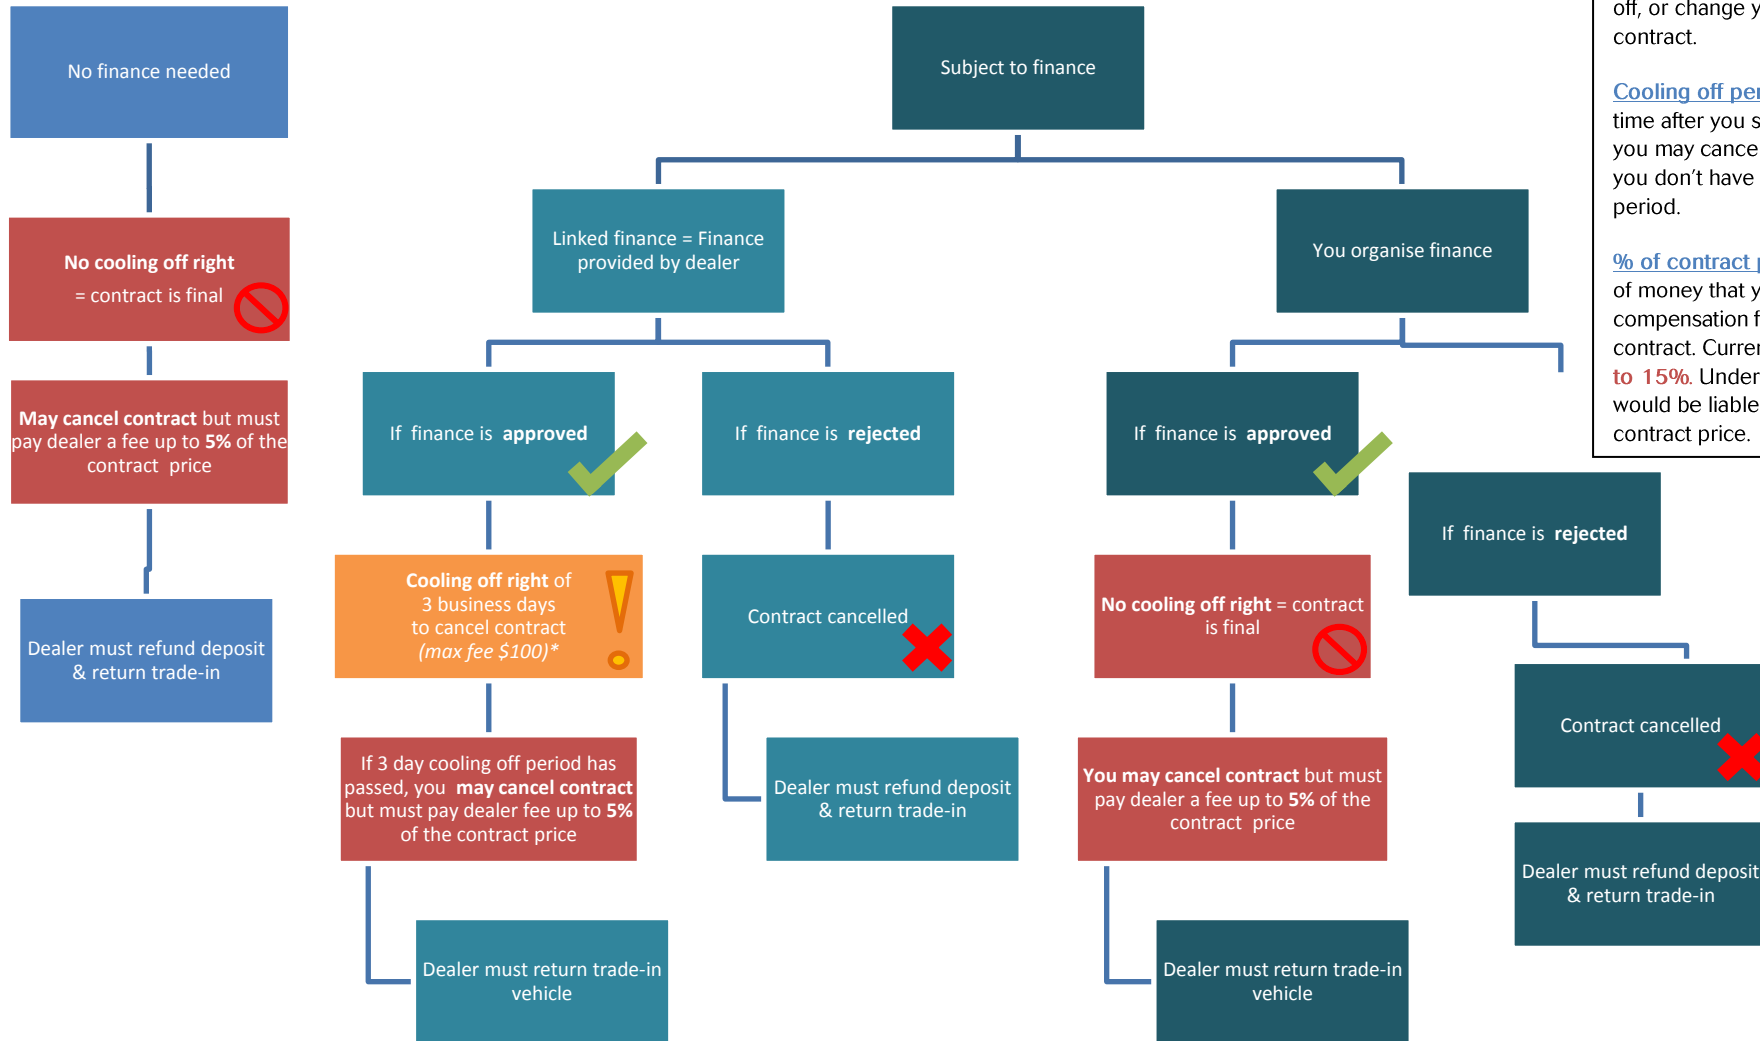 No finance needed
No cooling off right
= contract is final
May cancel contract but must
pay dealer a fee up to 5% of the
contract price
Dealer must refund deposit
& return trade-in
Subject to finance
Linked finance = Finance
provided by dealer
If finance is approved
Cooling off right of
3 business days
to cancel contract
(max fee $100)*
If 3 day cooling off period has
passed, you may cancel contract
but must pay dealer fee up to 5%
of the contract price
Dealer must return trade-in
vehicle
If finance is rejected
Contract cancelled
Dealer must refund deposit
& return trade-in
You organise finance
If finance is approved
No cooling off right = contract
is final
You may cancel contract but must
pay dealer a fee up to 5% of the
contract price
Dealer must return trade-in
vehicle
If finance is rejected
Contract cancelled
Dealer must refund deposit
& return trade-in
off, or change
contract.
Cooling off
time after you
you may
you don't have
period.
% of contract
of money that
compensation
contract.
to 15%. Under
would be liable
contract price.